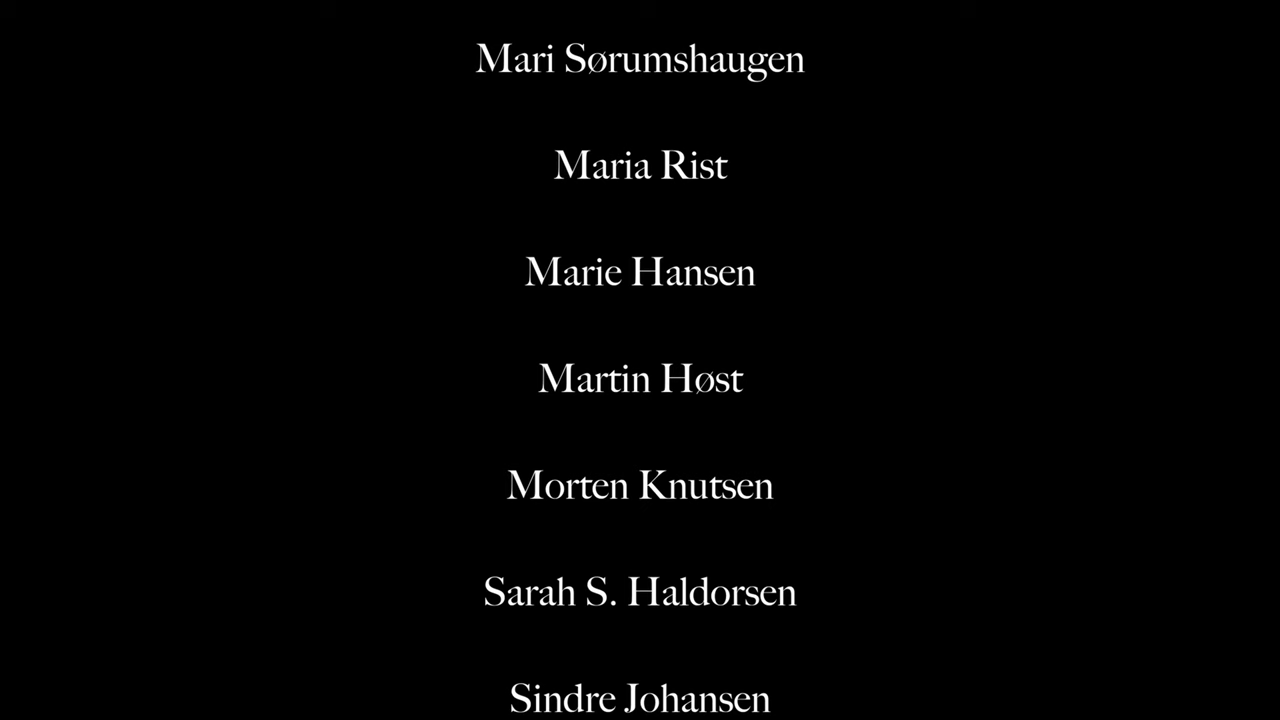 Mari Sørumshaugen
Maria Rist
Marie Hansen
Martin Høst
Morten Knutsen
Sarah S. Haldorsen
Sindre Johansen